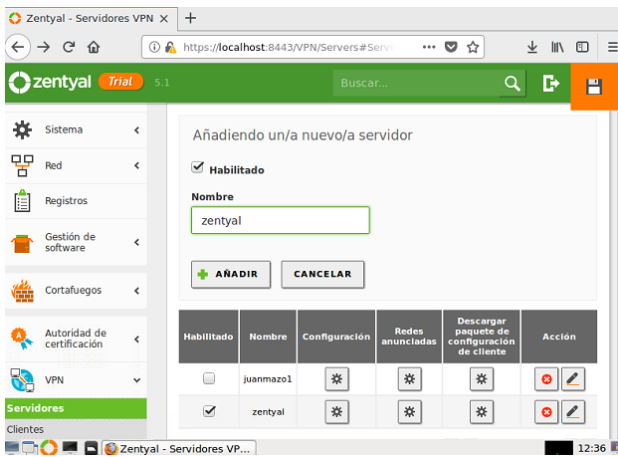 Zentyal - Servidores VPN
https://localhost:8443/VPN/Servers#Serv
zentyal Trial 5.1
Buscar...
Sistema
Red
Registros
Gestión de
software
Cortafuegos
Autoridad de
certificación
VPN
Servidores
Clientes
Añadiendo un/a nuevo/a servidor
Habilitado
Nombre
zentyal
AÑADIR CANCELAR
Habilitado Nombre Configuración Redes anunciadas Descargar paquete de configuración de cliente Acción
juanmazo1
zentyal
Zentyal - Servidores VP...
12:36